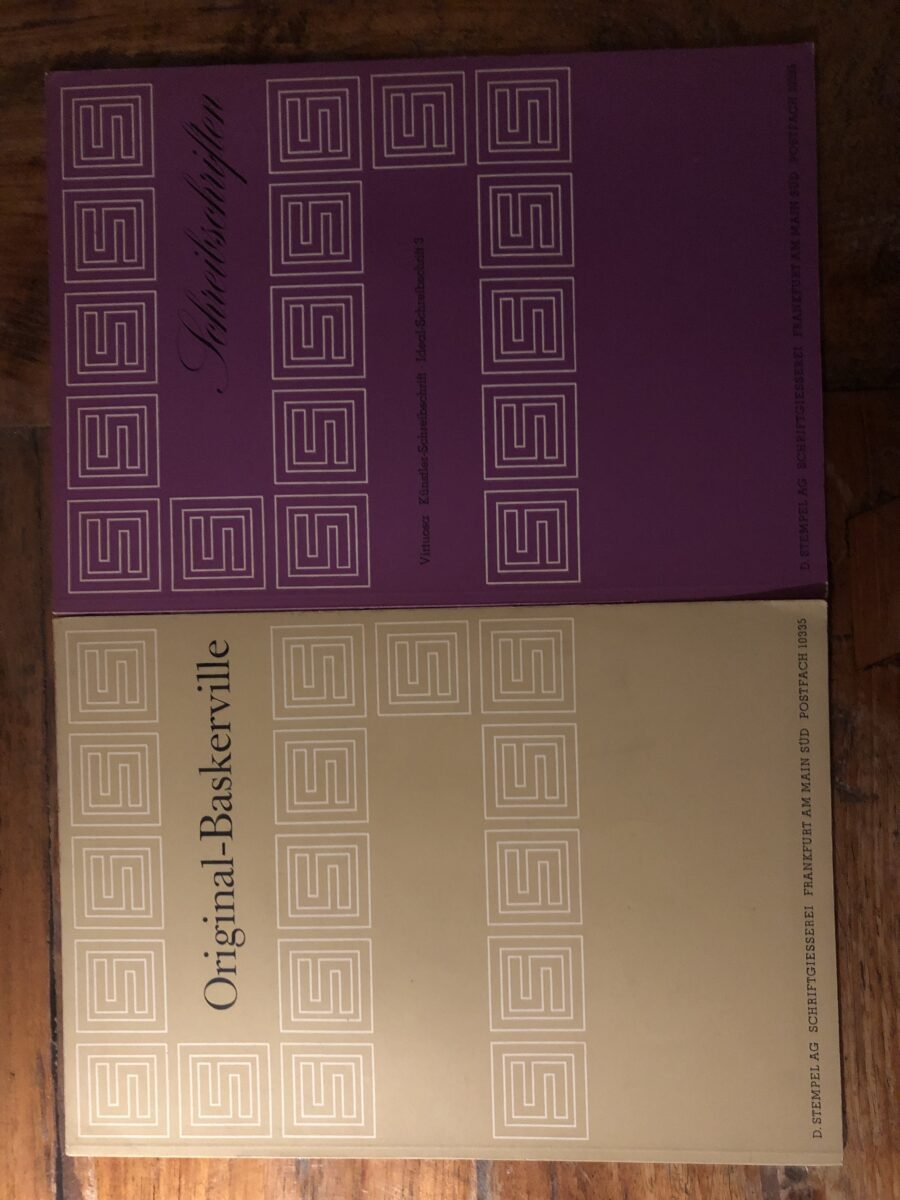 Schreibschriften
Virtuosa Künstler-Schreibschrift Ideal-Schreibschrift 3
D. STEMPEL AG SCHRIFTGIESSEREI FRANKFURT AM MAIN SÜD POSTFACH 10335
Original-Baskerville
D. STEMPEL AG SCHRIFTGIESSEREI FRANKFURT AM MAIN SÜD POSTFACH 10335